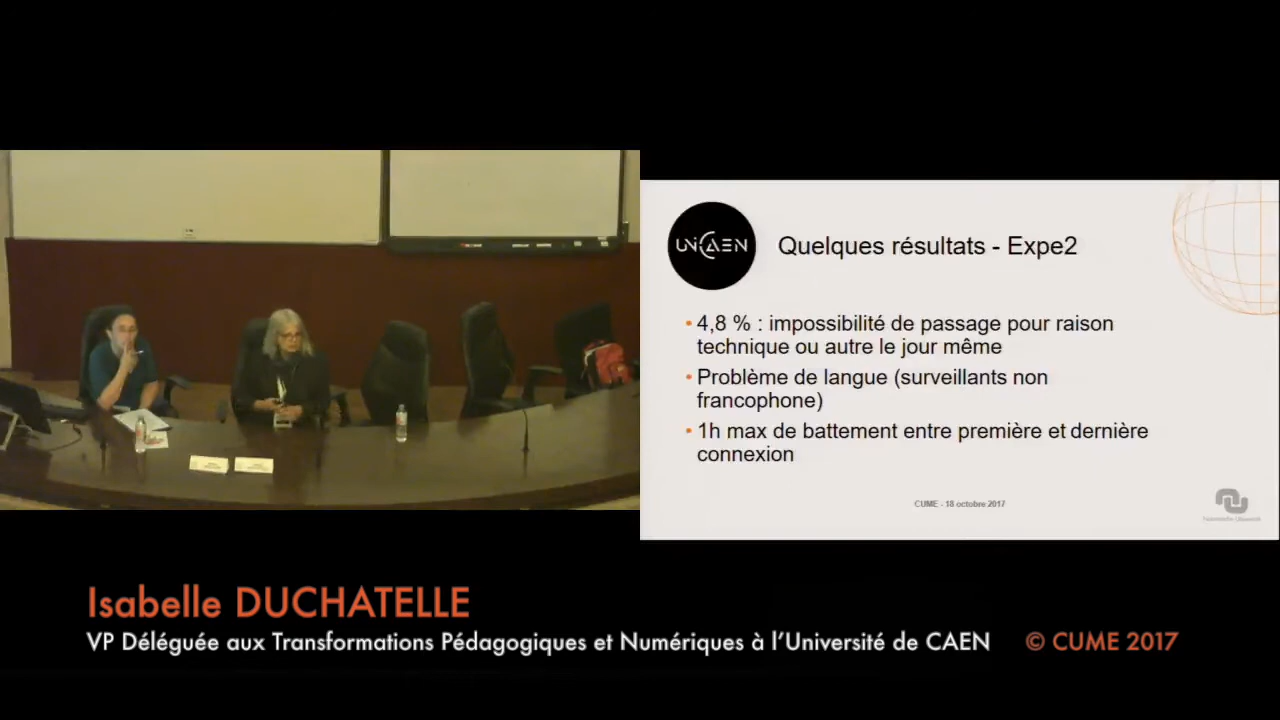 UNICAEN
Quelques résultats - Expe2
• 4,8 % : impossibilité de passage pour raison
technique ou autre le jour même
• Problème de langue (surveillants non
francophone)
• 1h max de battement entre première et dernière
connexion
CUME - 18 octobre 2017
Isabelle DUCHATELLE
VP Déléguée aux Transformations Pédagogiques et Numériques à l'Université de CAEN
© CUME 2017